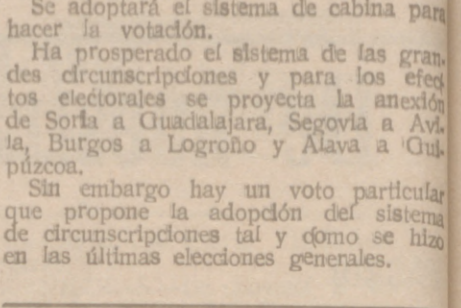 Se adoptará el sistema de cabina para
hacer la votación.
Ha prosperado el sistema de las gran-
des circunscripciones y para los efec-
tos electorales se proyecta la anexión
de Soria a Guadalajara, Segovia a Avi-
la, Burgos a Logroño y Alava a Gui-
púzcoa.
Sin embargo hay un voto particular
que propone la adopción del sistema
de circunscripciones tal y como se hizo
en las últimas elecciones generales.